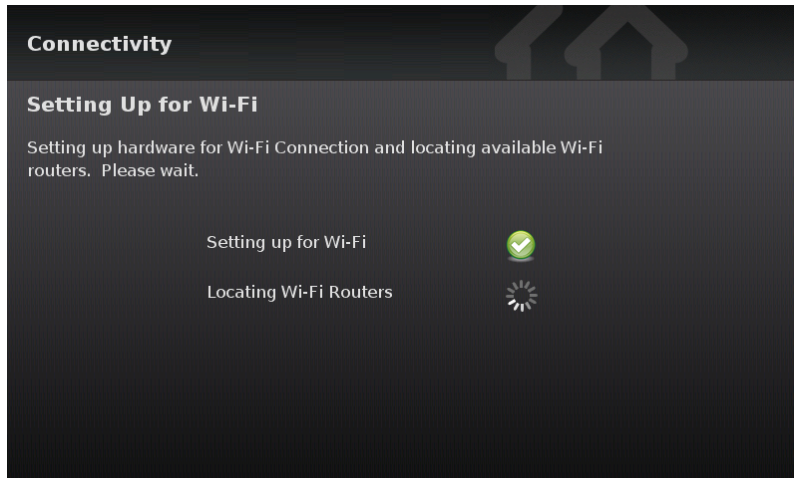 Connectivity
Setting Up for Wi-Fi
Setting up hardware for Wi-Fi Connection and locating available Wi-Fi
routers.  Please wait.
Setting up for Wi-Fi
Locating Wi-Fi Routers